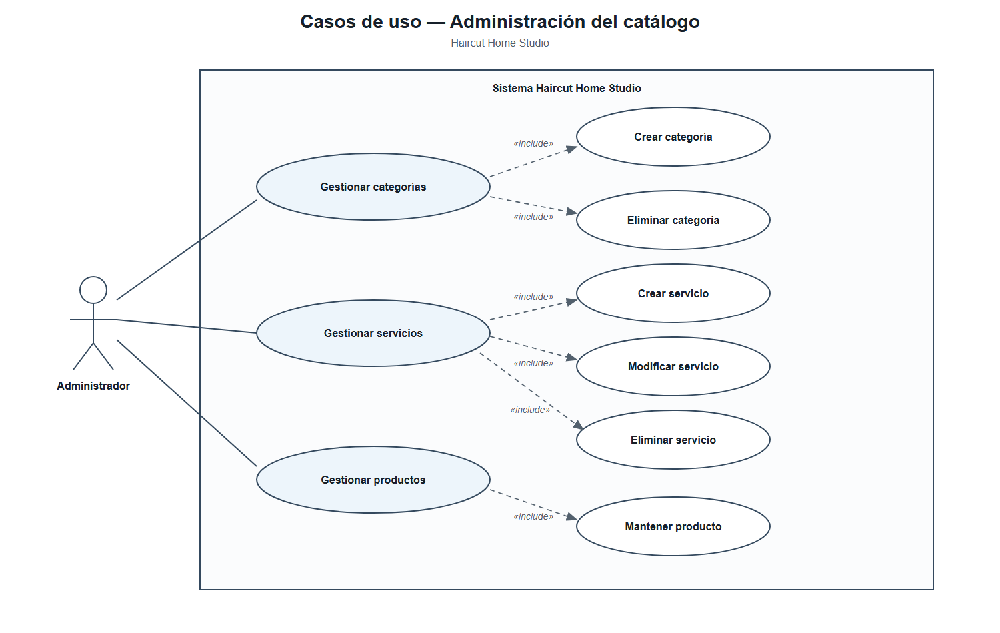 Casos de uso — Administración del catálogo
Haircut Home Studio
Sistema Haircut Home Studio
Crear categoría
«include»
Gestionar categorías
«include»
Eliminar categoría
Crear servicio
«include»
Gestionar servicios
«include»
Modificar servicio
Administrador
«include»
Eliminar servicio
Gestionar productos
«include»
Mantener producto